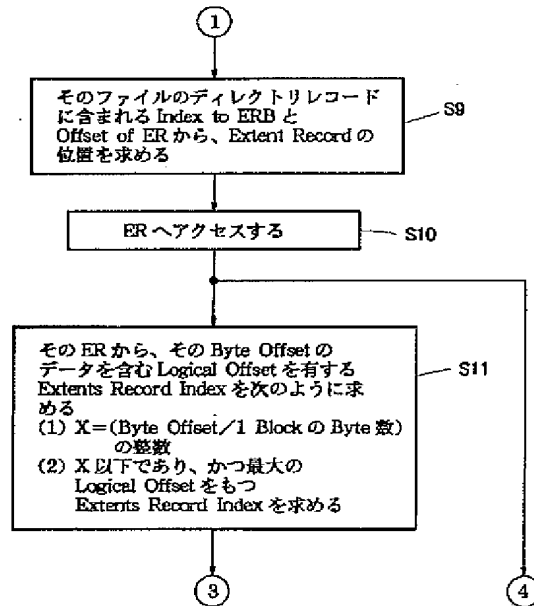 1
そのファイルのディレクトリレコード
に含まれる Index to ERB と
Offset of ER から、Extent Record の
位置を求める
S9
ER へアクセスする
S10
その ER から、その Byte Offset の
データを含む Logical Offset を有する
Extents Record Index を次のように求
める
(1) X=(Byte Offset/1 Block の Byte 数)
の整数
(2) X 以下であり、かつ最大の
Logical Offset をもつ
Extents Record Index を求める
S11
3
4